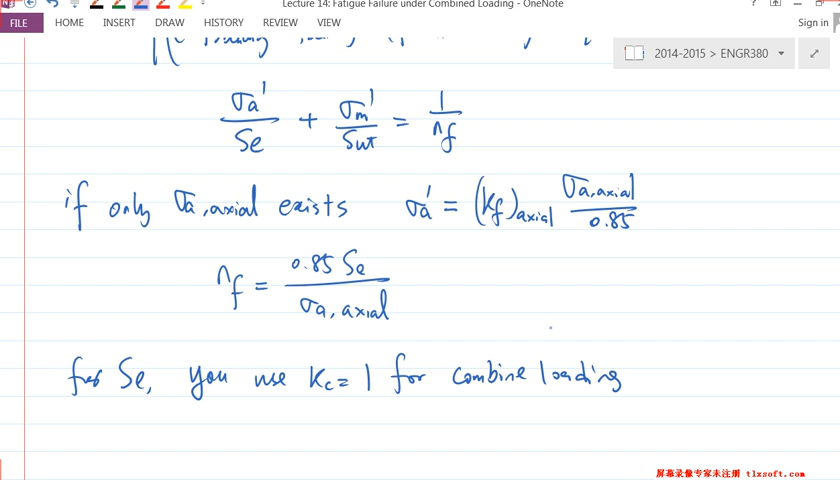 Lecture 14: Fatigue Failure under Combined Loading - OneNote
FILE HOME INSERT DRAW HISTORY REVIEW VIEW Sign in
2014-2015 > ENGR380
σa'/Se + σm'/Sut = 1/nf
if only σa,axial exists σa' = (Kf)axial σa,axial/0.85
nf = 0.85 Se/σa,axial
for Se, you use Kc = 1 for combine loading
屏幕录像专家未注册 tlxsoft.com